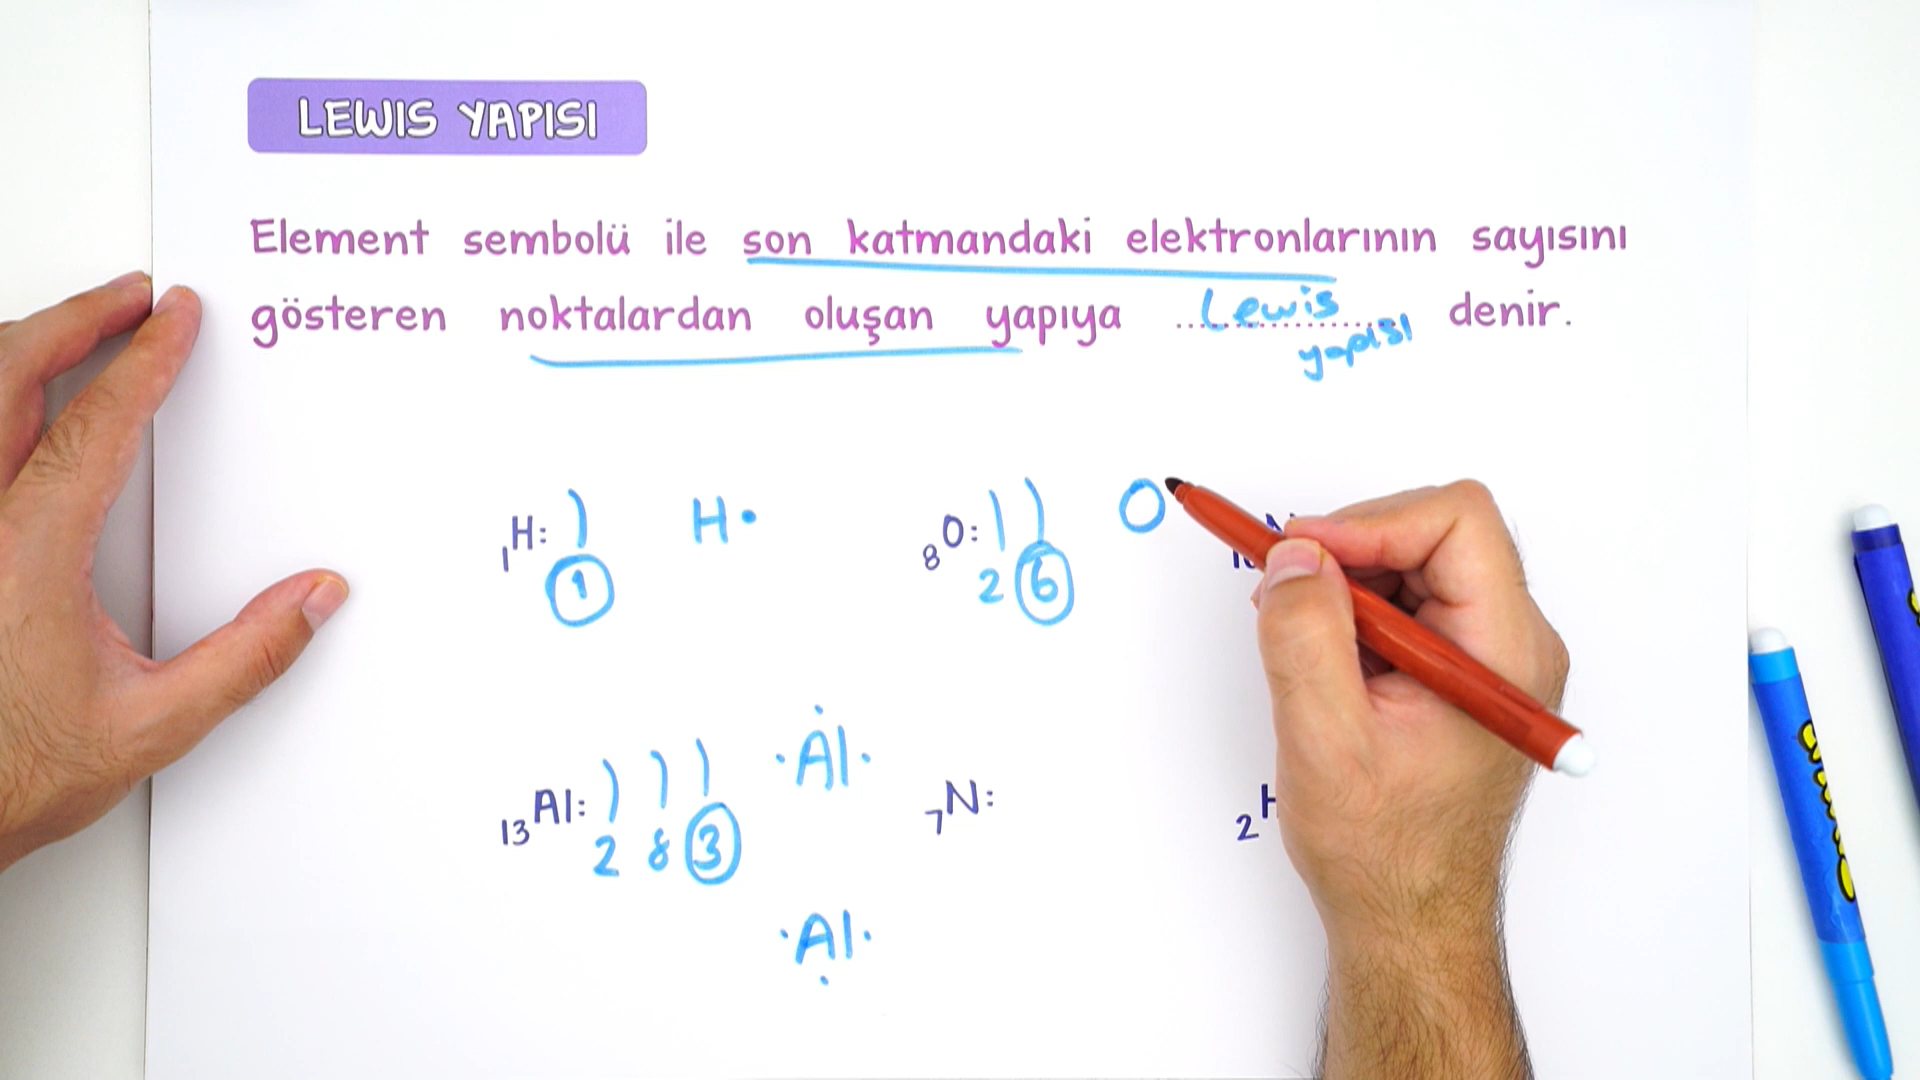 LEWIS YAPISI
Element sembolü ile son katmandaki elektronlarının sayısını
gösteren noktalardan oluşan yapıya Lewis yapısı denir.
1H: 1 H•
8O: 2 6 O
13Al: 2 8 3 ·Al·
7N:
2
·Al·